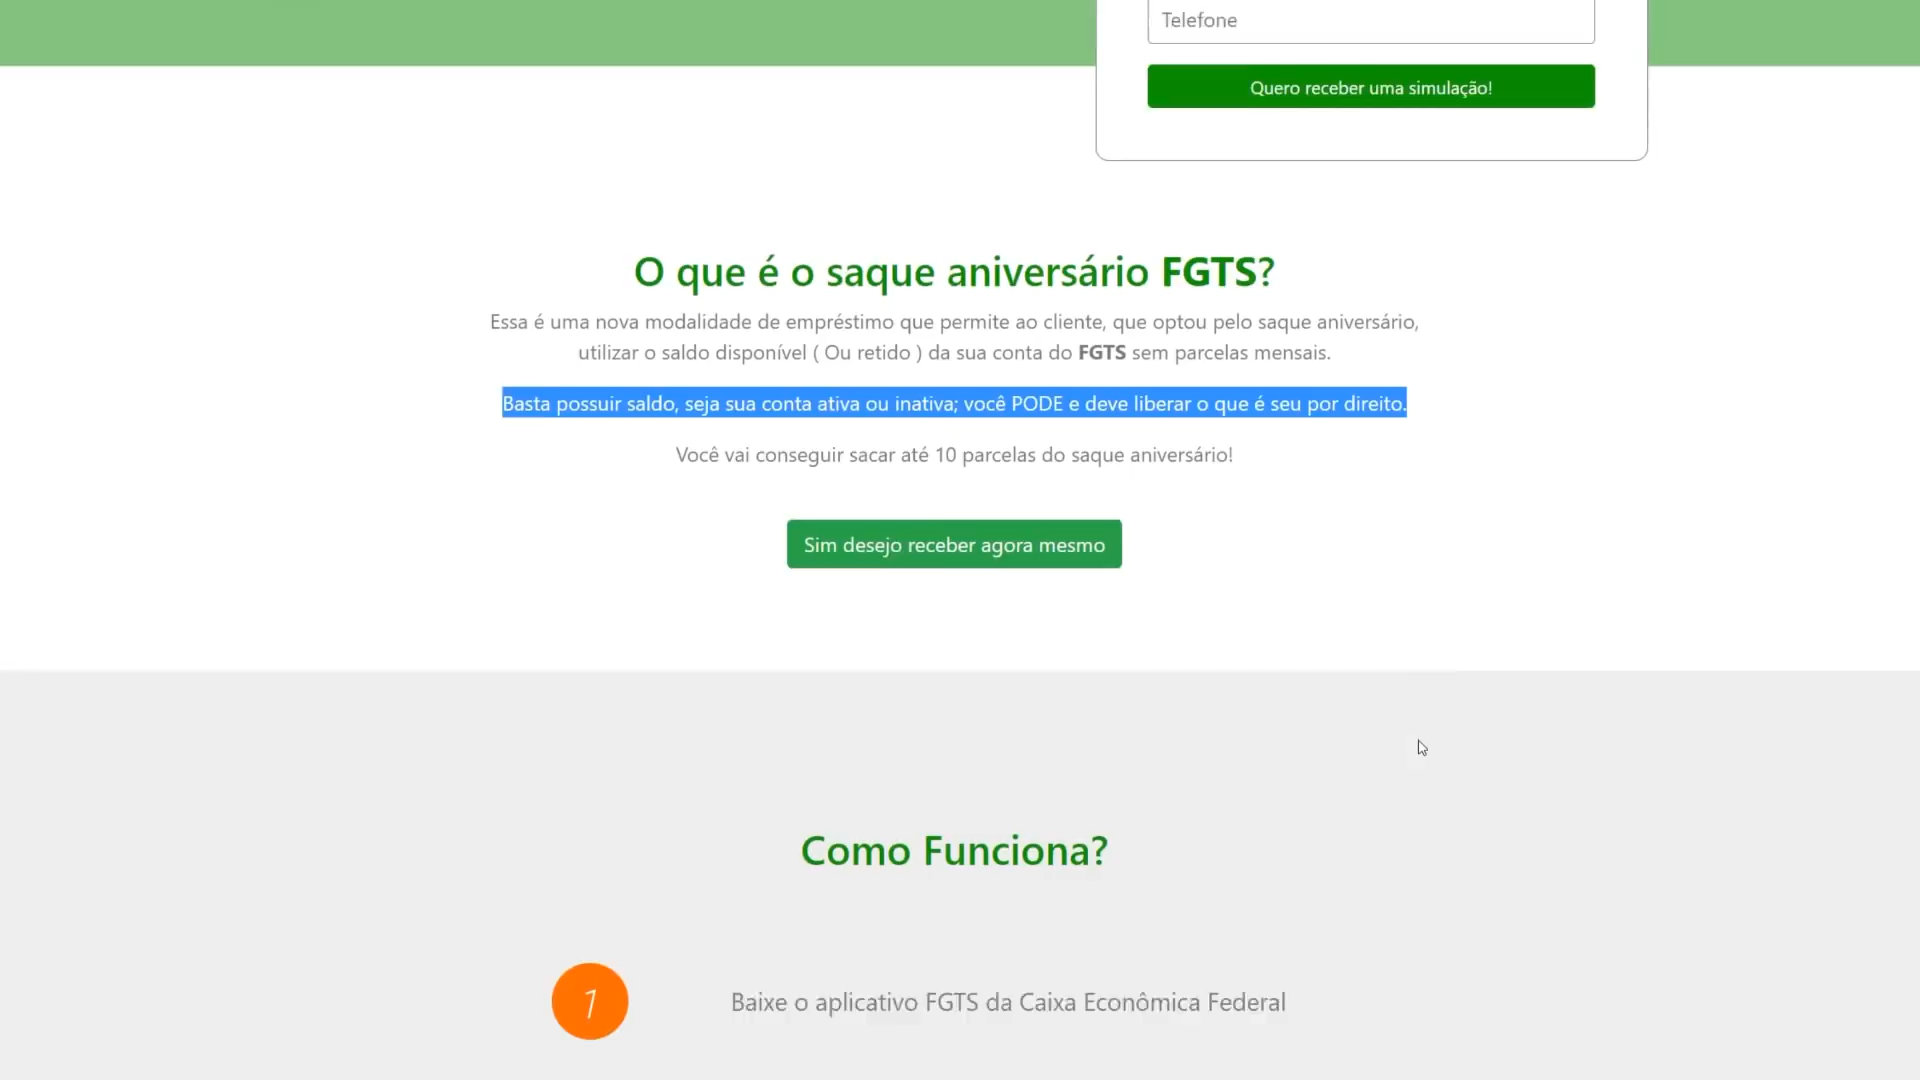 Telefone
Quero receber uma simulação!
O que é o saque aniversário FGTS?
Essa é uma nova modalidade de empréstimo que permite ao cliente, que optou pelo saque aniversário,
utilizar o saldo disponível ( Ou retido ) da sua conta do FGTS sem parcelas mensais.
Basta possuir saldo, seja sua conta ativa ou inativa; você PODE e deve liberar o que é seu por direito.
Você vai conseguir sacar até 10 parcelas do saque aniversário!
Sim desejo receber agora mesmo
Como Funciona?
1
Baixe o aplicativo FGTS da Caixa Econômica Federal